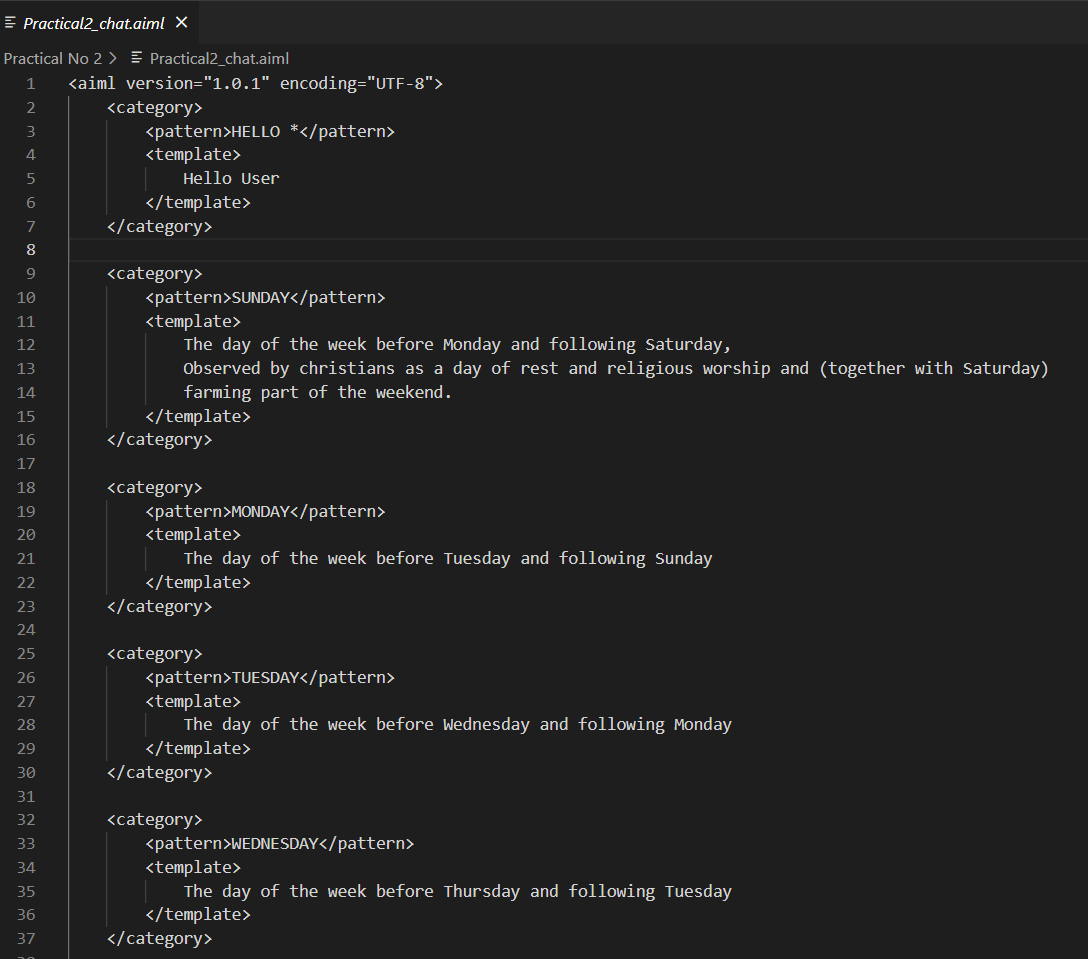 Practical2_chat.aiml
Practical No 2 > Practical2_chat.aiml
1 <aiml version="1.0.1" encoding="UTF-8">
2 <category>
3 <pattern>HELLO *</pattern>
4 <template>
5 Hello User
6 </template>
7 </category>
8
9 <category>
10 <pattern>SUNDAY</pattern>
11 <template>
12 The day of the week before Monday and following Saturday,
13 Observed by christians as a day of rest and religious worship and (together with Saturday)
14 farming part of the weekend.
15 </template>
16 </category>
17
18 <category>
19 <pattern>MONDAY</pattern>
20 <template>
21 The day of the week before Tuesday and following Sunday
22 </template>
23 </category>
24
25 <category>
26 <pattern>TUESDAY</pattern>
27 <template>
28 The day of the week before Wednesday and following Monday
29 </template>
30 </category>
31
32 <category>
33 <pattern>WEDNESDAY</pattern>
34 <template>
35 The day of the week before Thursday and following Tuesday
36 </template>
37 </category>